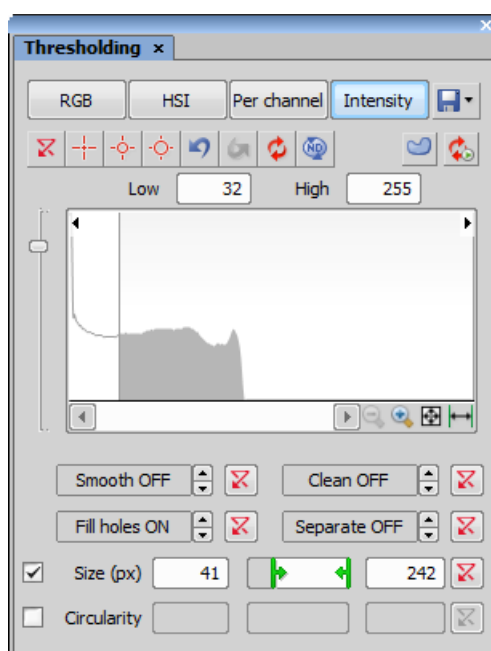 Thresholding ×
RGB HSI Per channel Intensity
ND
Low 32 High 255
Smooth OFF Clean OFF
Fill holes ON Separate OFF
Size (px) 41 242
Circularity